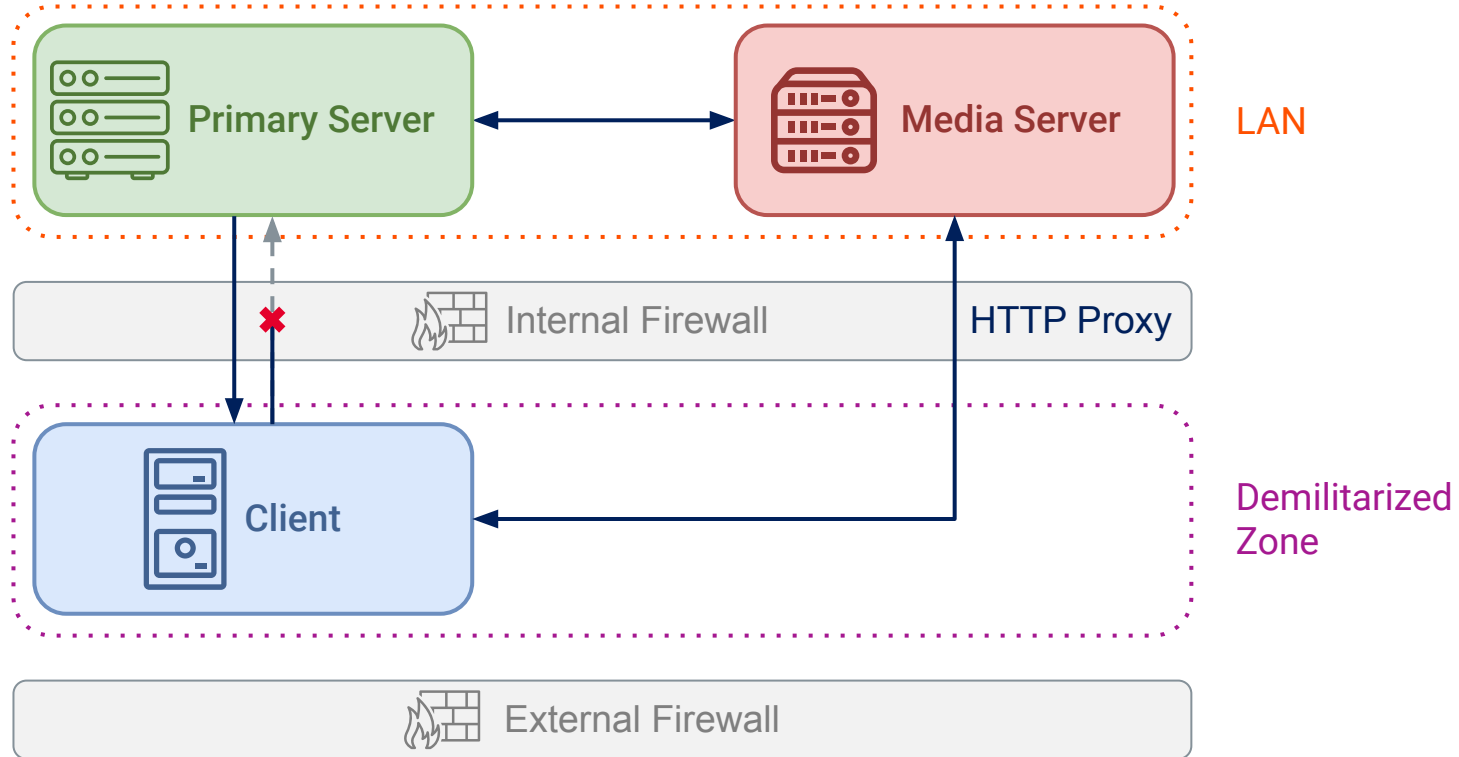 Primary Server
Media Server
LAN
Internal Firewall
HTTP Proxy
Client
Demilitarized
Zone
External Firewall